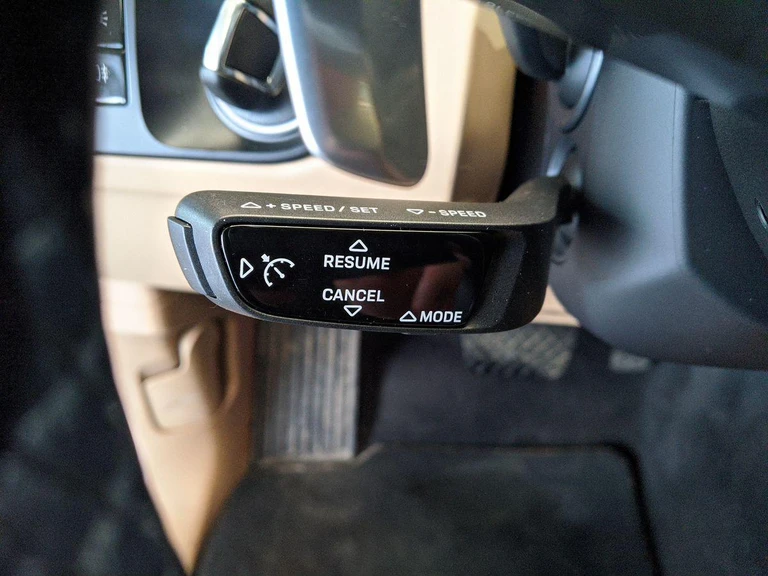 + SPEED / SET - SPEED
RESUME
CANCEL
MODE